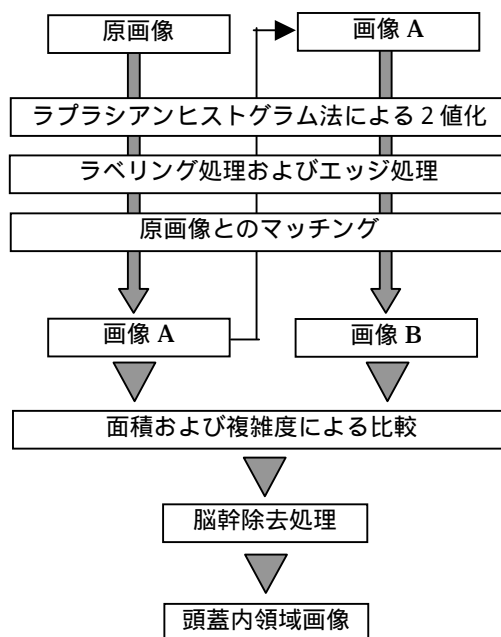 原画像
画像 A
ラプラシアンヒストグラム法による 2 値化
ラベリング処理およびエッジ処理
原画像とのマッチング
画像 A
画像 B
面積および複雑度による比較
脳幹除去処理
頭蓋内領域画像